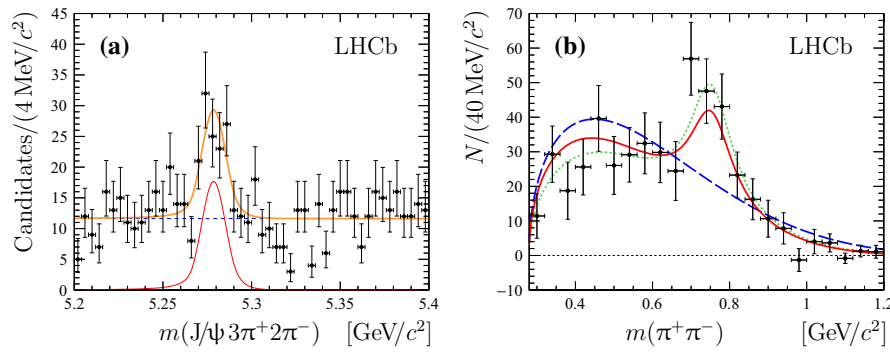 (a) LHCb
Candidates/(4 MeV/c²)
45
40
35
30
25
20
15
10
5
0
5.2 5.25 5.3 5.35 5.4
m(J/ψ 3π⁺2π⁻) [GeV/c²]
(b) LHCb
N/(40 MeV/c²)
70
60
50
40
30
20
10
0
−10
0.4 0.6 0.8 1 1.2
m(π⁺π⁻) [GeV/c²]